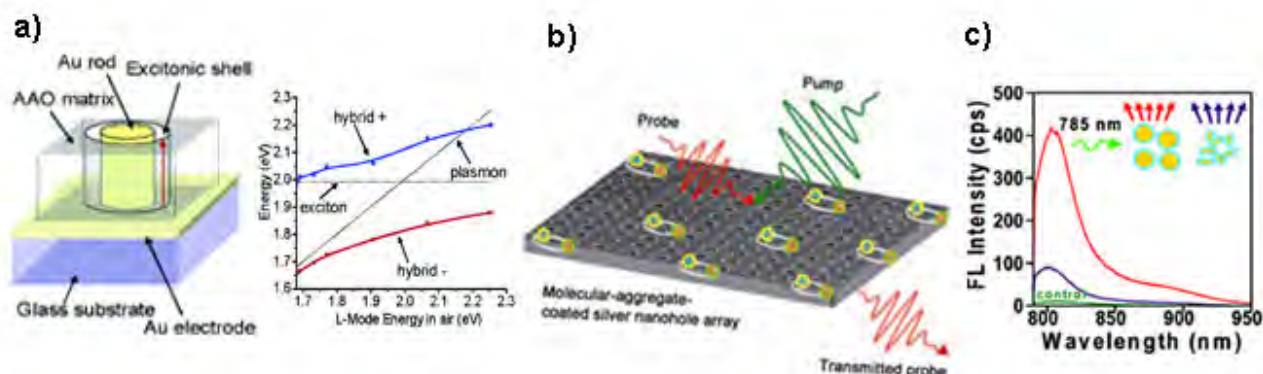 a)
Au rod
Excitonic shell
AAO matrix
Glass substrate
Au electrode
2.3
2.2
2.1
2.0
1.9
1.8
1.7
1.6
Energy (eV)
hybrid +
plasmon
exciton
hybrid -
1.7 1.8 1.9 2.0 2.1 2.2 2.3
L-Mode Energy in air (eV)
b)
Pump
Probe
Molecular-aggregate-
coated silver nanohole array
Transmitted probe
c)
500
400
300
200
100
0
FL Intensity (cps)
785 nm
control
800 850 900 950
Wavelength (nm)